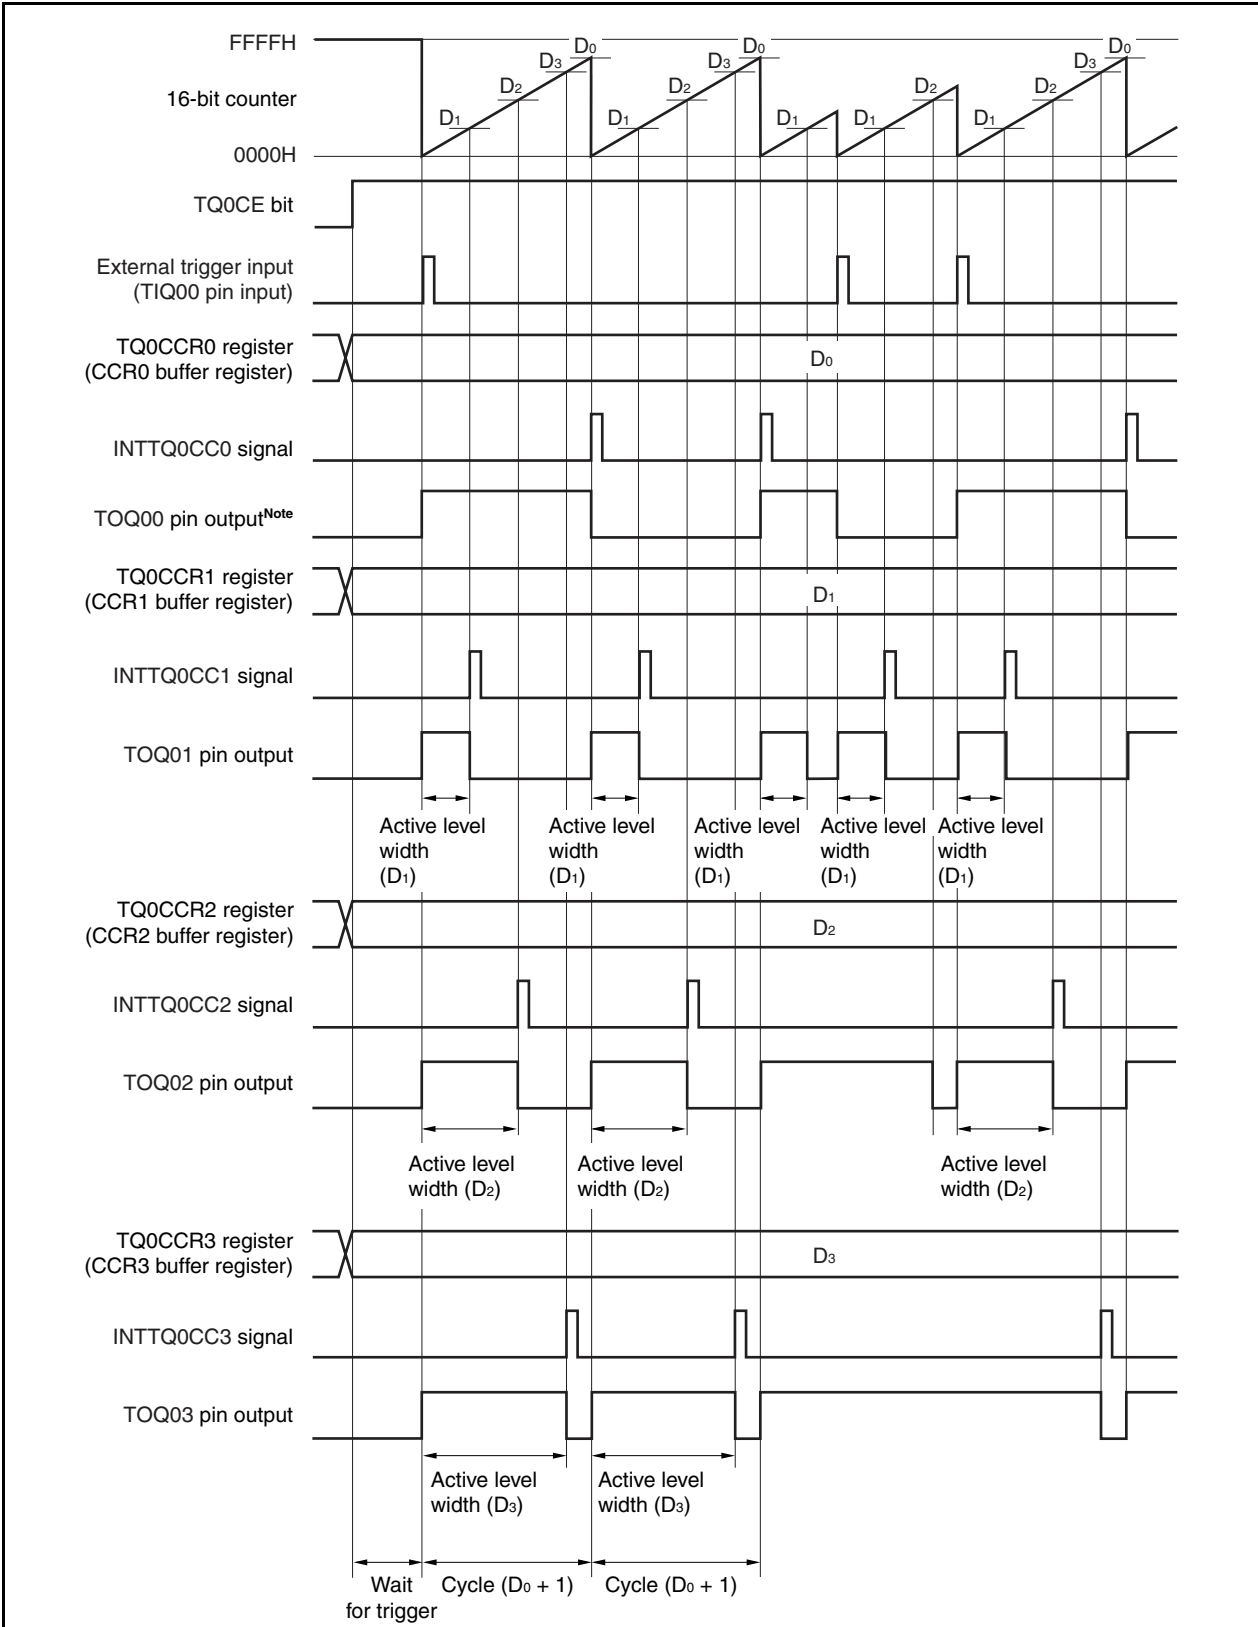 FFFFH
16-bit counter
0000H
D0 D0 D0
D3 D3 D3
D2 D2 D2 D2
D1 D1 D1 D1 D1
TQ0CE bit
External trigger input
(TIQ00 pin input)
TQ0CCR0 register
(CCR0 buffer register)
D0
INTTQ0CC0 signal
TOQ00 pin outputNote
TQ0CCR1 register
(CCR1 buffer register)
D1
INTTQ0CC1 signal
TOQ01 pin output
Active level
width
(D1)
Active level
width
(D1)
Active level
width
(D1)
Active level
width
(D1)
Active level
width
(D1)
TQ0CCR2 register
(CCR2 buffer register)
D2
INTTQ0CC2 signal
TOQ02 pin output
Active level
width (D2)
Active level
width (D2)
Active level
width (D2)
TQ0CCR3 register
(CCR3 buffer register)
D3
INTTQ0CC3 signal
TOQ03 pin output
Active level
width (D3)
Active level
width (D3)
Wait
for trigger
Cycle (D0 + 1)
Cycle (D0 + 1)